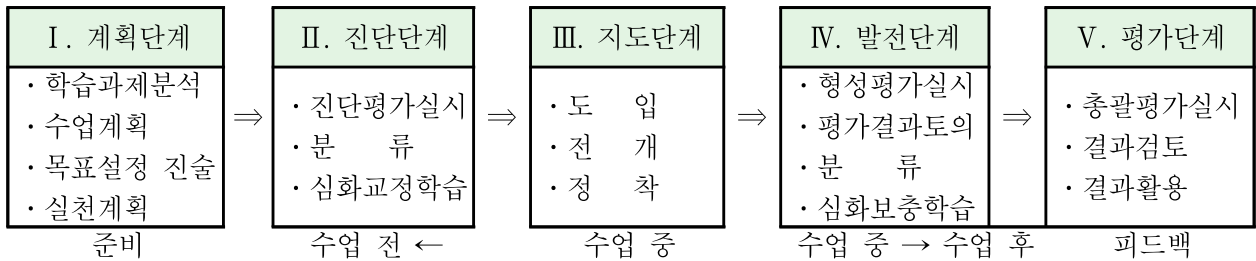 Ⅰ. 계획단계
· 학습과제분석
· 수업계획
· 목표설정 진술
· 실천계획
준비
⇒
Ⅱ. 진단단계
· 진단평가실시
· 분 류
· 심화교정학습
수업 전 ←
⇒
Ⅲ. 지도단계
· 도 입
· 전 개
· 정 착
수업 중
⇒
Ⅳ. 발전단계
· 형성평가실시
· 평가결과토의
· 분 류
· 심화보충학습
수업 중 → 수업 후
⇒
Ⅴ. 평가단계
· 총괄평가실시
· 결과검토
· 결과활용
피드백